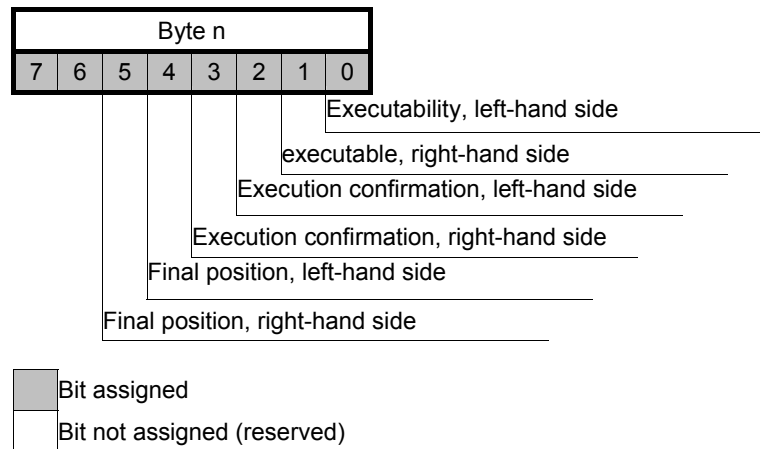 Byte n
7 6 5 4 3 2 1 0
Executability, left-hand side
executable, right-hand side
Execution confirmation, left-hand side
Execution confirmation, right-hand side
Final position, left-hand side
Final position, right-hand side
Bit assigned
Bit not assigned (reserved)